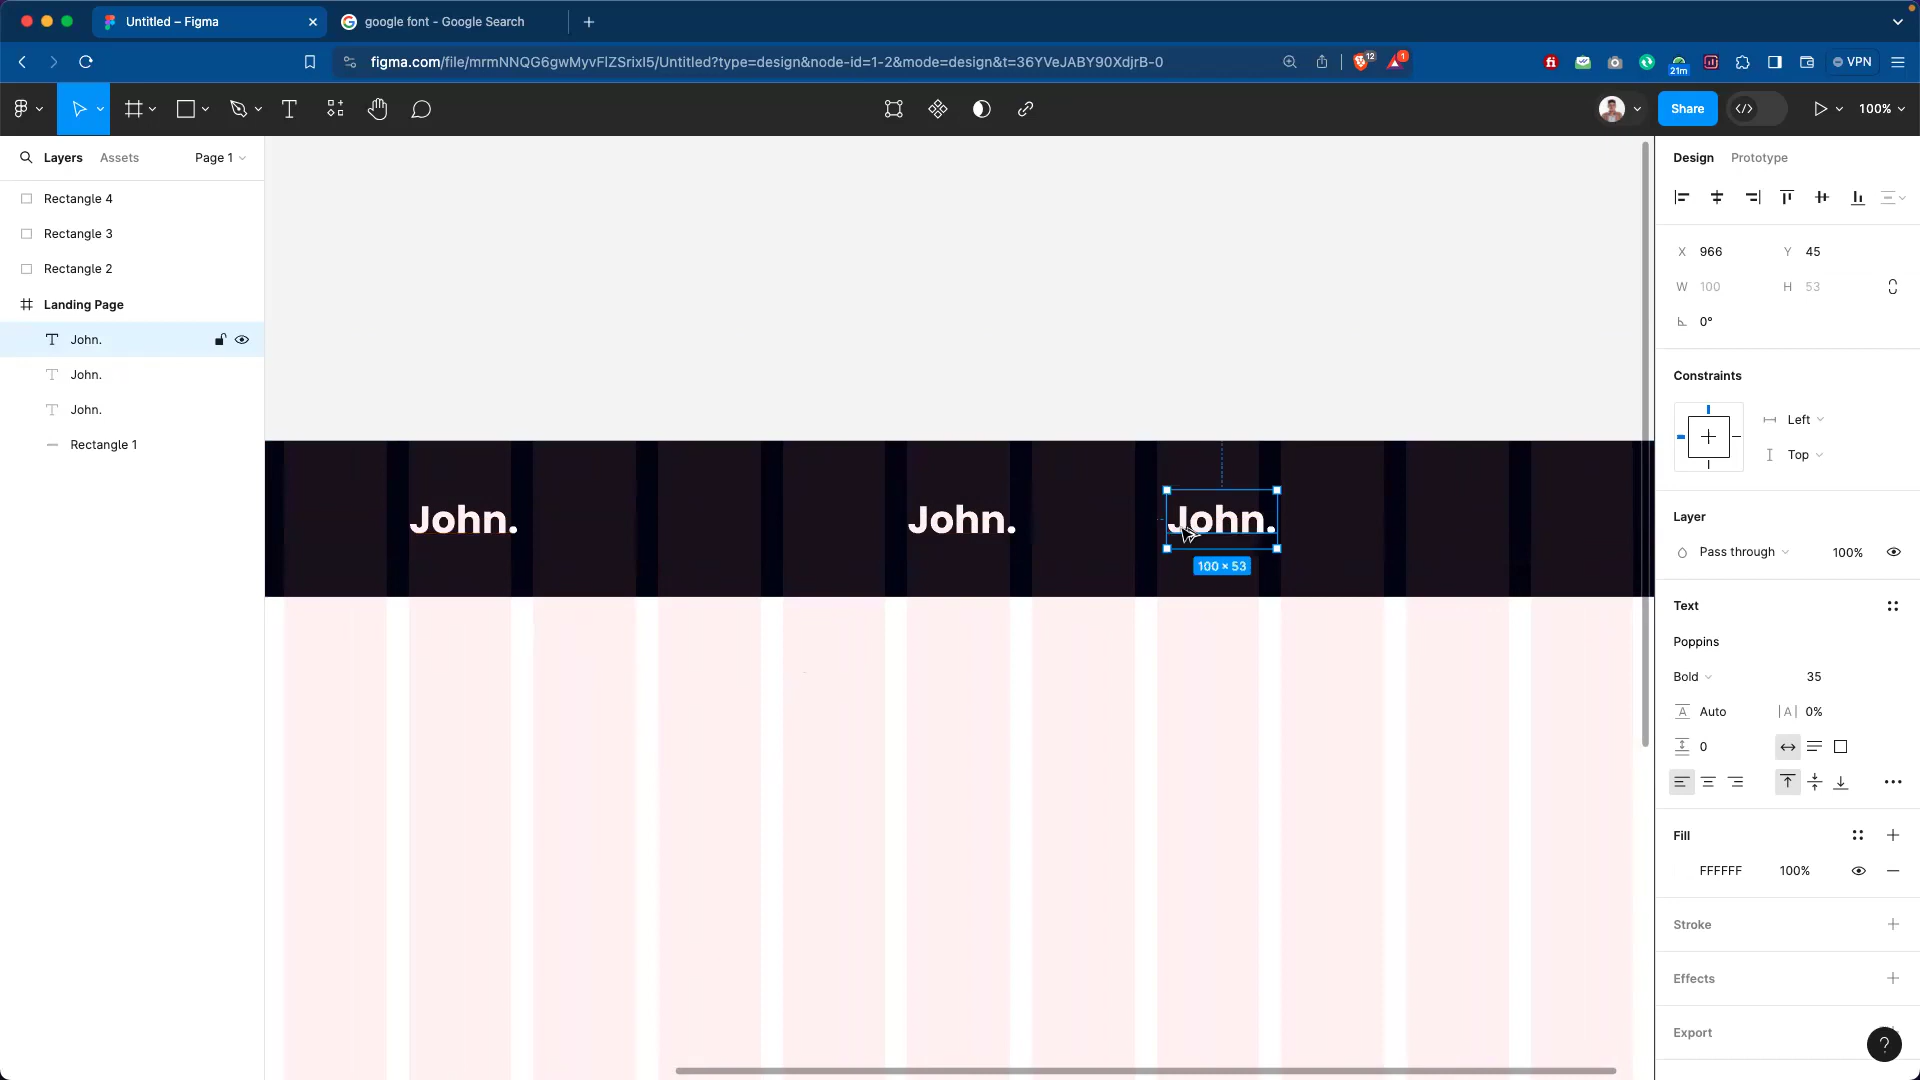 Untitled – Figma
google font - Google Search
figma.com/file/mrmNNQG6gwMyvFlZSrixI5/Untitled?type=design&node-id=1-2&mode=design&t=36YVeJABY90XdjrB-0
12
1
21m
VPN
Share
100%
Layers
Assets
Page 1
Rectangle 4
Rectangle 3
Rectangle 2
Landing Page
John.
John.
John.
Rectangle 1
John.
John.
John.
100 × 53
Design
Prototype
X 966
Y 45
W 100
H 53
0°
Constraints
Left
Top
Layer
Pass through
100%
Text
Poppins
Bold
35
Auto
|A| 0%
0
Fill
FFFFFF
100%
Stroke
Effects
Export
?